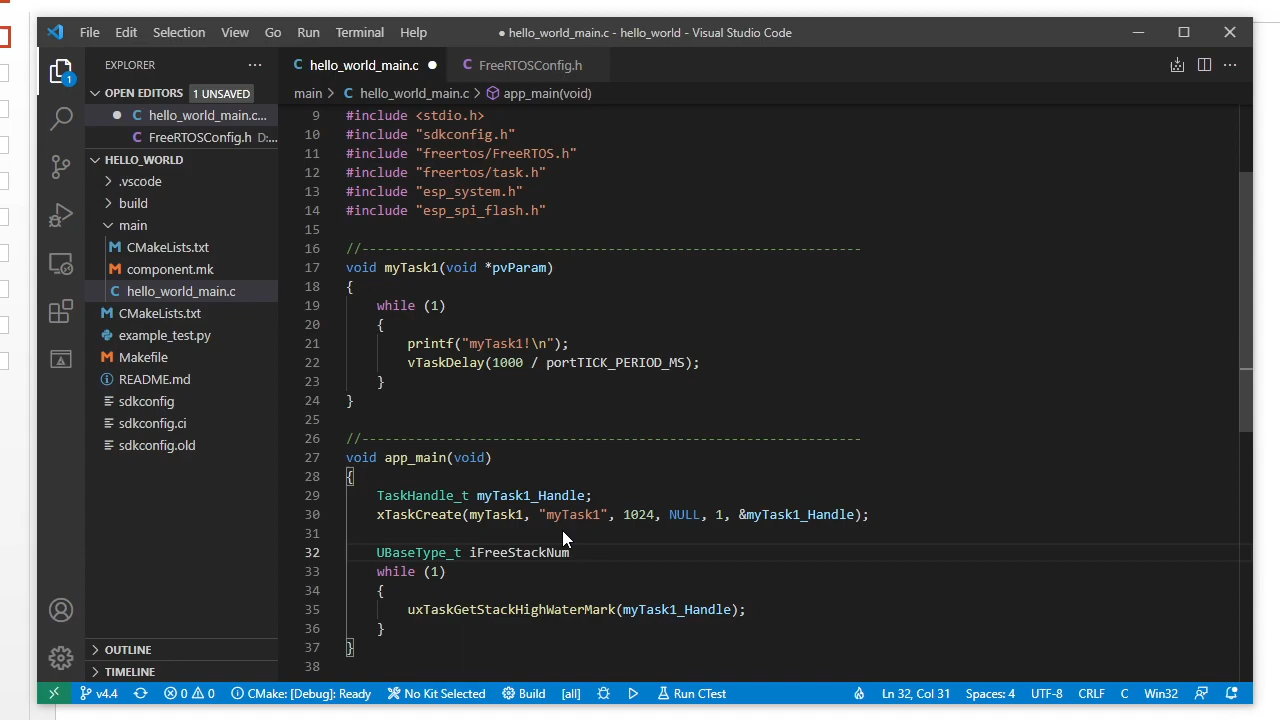 File Edit Selection View Go Run Terminal Help
● hello_world_main.c - hello_world - Visual Studio Code
EXPLORER
C hello_world_main.c ●
C FreeRTOSConfig.h
OPEN EDITORS 1 UNSAVED
● C hello_world_main.c...
C FreeRTOSConfig.h D:...
HELLO_WORLD
.vscode
build
main
M CMakeLists.txt
M component.mk
C hello_world_main.c
M CMakeLists.txt
example_test.py
M Makefile
README.md
sdkconfig
sdkconfig.ci
sdkconfig.old
OUTLINE
TIMELINE
1
main > C hello_world_main.c > app_main(void)
9 #include <stdio.h>
10 #include "sdkconfig.h"
11 #include "freertos/FreeRTOS.h"
12 #include "freertos/task.h"
13 #include "esp_system.h"
14 #include "esp_spi_flash.h"
15
16 //-----------------------------------------------------------------
17 void myTask1(void *pvParam)
18 {
19 while (1)
20 {
21 printf("myTask1!\n");
22 vTaskDelay(1000 / portTICK_PERIOD_MS);
23 }
24 }
25
26 //-----------------------------------------------------------------
27 void app_main(void)
28 {
29 TaskHandle_t myTask1_Handle;
30 xTaskCreate(myTask1, "myTask1", 1024, NULL, 1, &myTask1_Handle);
31
32 UBaseType_t iFreeStackNum
33 while (1)
34 {
35 uxTaskGetStackHighWaterMark(myTask1_Handle);
36 }
37 }
38
v4.4 0 0 CMake: [Debug]: Ready No Kit Selected Build [all] Run CTest Ln 32, Col 31 Spaces: 4 UTF-8 CRLF C Win32